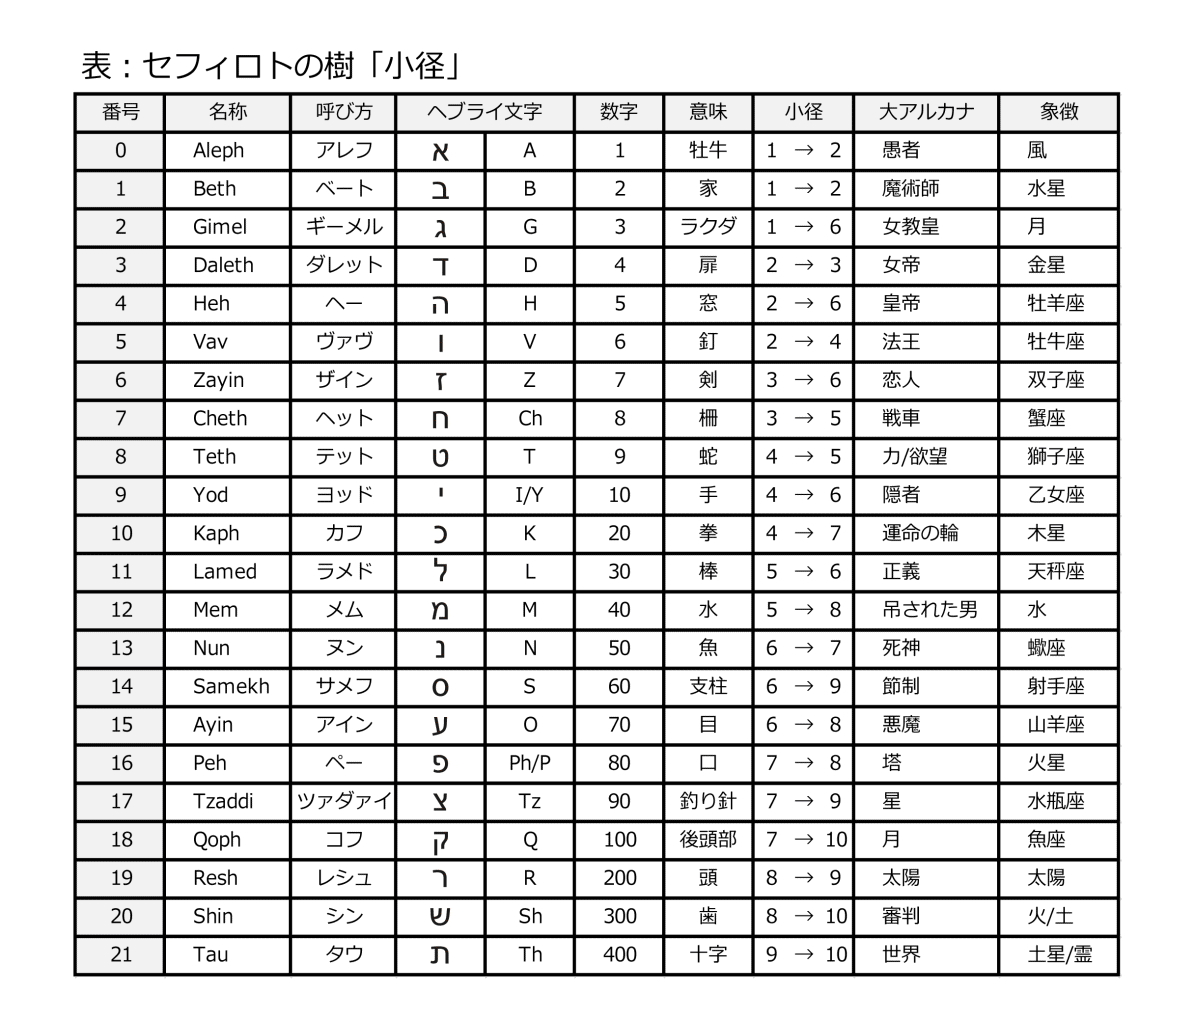 表：セフィロトの樹「小径」
番号 名称 呼び方 ヘブライ文字 数字 意味 小径 大アルカナ 象徴
0 Aleph アレフ א A 1 牡牛 1 → 2 愚者 風
1 Beth ベート ב B 2 家 1 → 2 魔術師 水星
2 Gimel ギーメル ג G 3 ラクダ 1 → 6 女教皇 月
3 Daleth ダレット ד D 4 扉 2 → 3 女帝 金星
4 Heh ヘー ה H 5 窓 2 → 6 皇帝 牡羊座
5 Vav ヴァヴ ו V 6 釘 2 → 4 法王 牡牛座
6 Zayin ザイン ז Z 7 剣 3 → 6 恋人 双子座
7 Cheth ヘット ח Ch 8 柵 3 → 5 戦車 蟹座
8 Teth テット ט T 9 蛇 4 → 5 力/欲望 獅子座
9 Yod ヨッド י I/Y 10 手 4 → 6 隠者 乙女座
10 Kaph カフ כ K 20 拳 4 → 7 運命の輪 木星
11 Lamed ラメド ל L 30 棒 5 → 6 正義 天秤座
12 Mem メム מ M 40 水 5 → 8 吊された男 水
13 Nun ヌン נ N 50 魚 6 → 7 死神 蠍座
14 Samekh サメフ ס S 60 支柱 6 → 9 節制 射手座
15 Ayin アイン ע O 70 目 6 → 8 悪魔 山羊座
16 Peh ペー פ Ph/P 80 口 7 → 8 塔 火星
17 Tzaddi ツァダァイ צ Tz 90 釣り針 7 → 9 星 水瓶座
18 Qoph コフ ק Q 100 後頭部 7 → 10 月 魚座
19 Resh レシュ ר R 200 頭 8 → 9 太陽 太陽
20 Shin シン ש Sh 300 歯 8 → 10 審判 火/土
21 Tau タウ ת Th 400 十字 9 → 10 世界 土星/霊